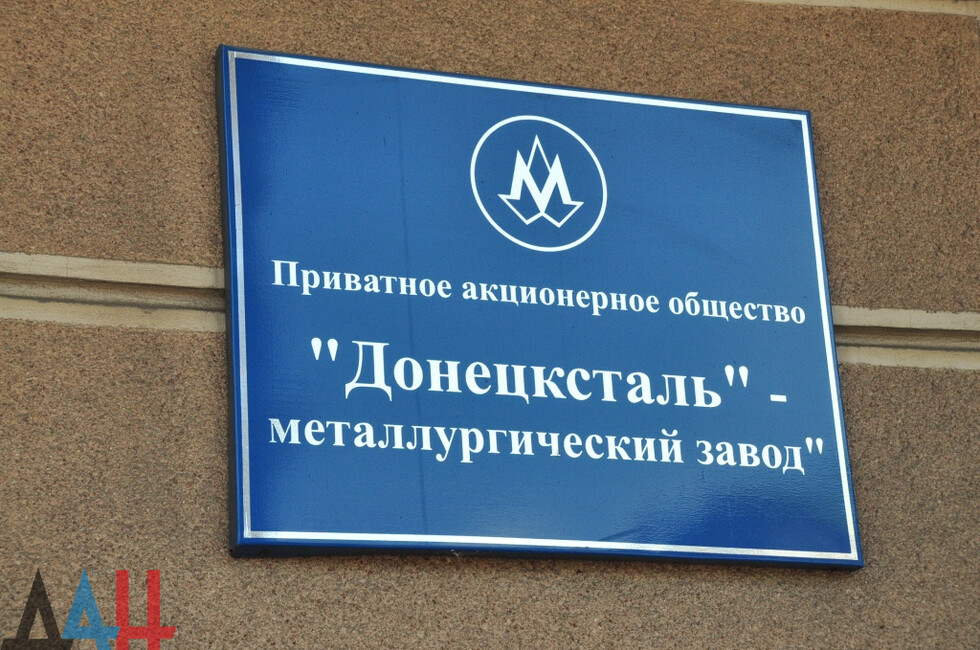 М
Приватное акционерное общество
"Донецксталь" -
металлургический завод"
ДАН